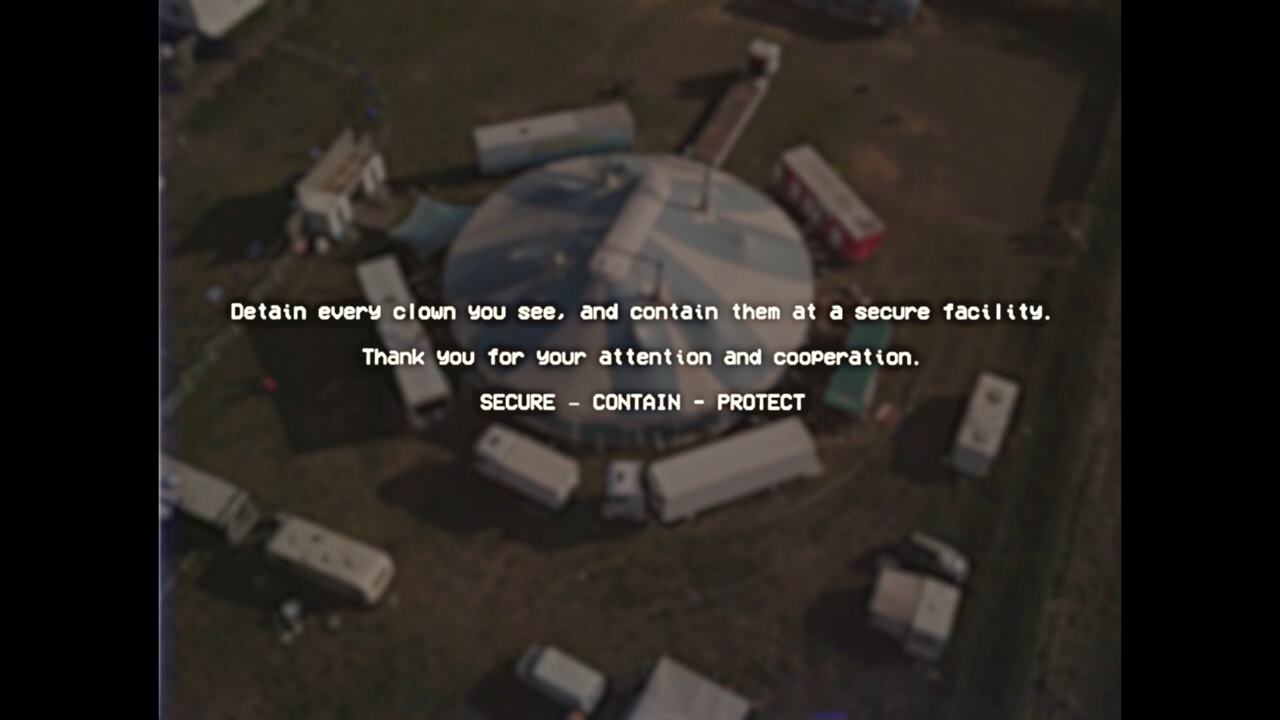 Detain every clown you see, and contain them at a secure facility.
Thank you for your attention and cooperation.
SECURE - CONTAIN - PROTECT